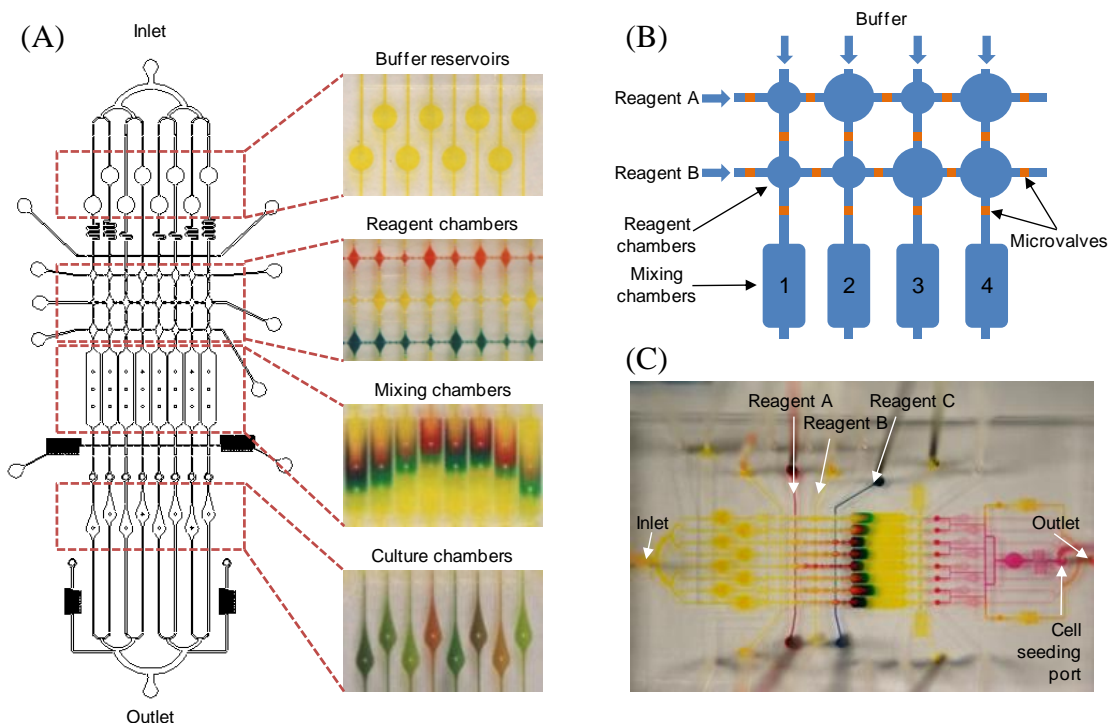 (A)
Inlet
Buffer reservoirs
Reagent chambers
Mixing chambers
Culture chambers
Outlet
(B)
Buffer
Reagent A
Reagent B
Reagent
chambers
Microvalves
Mixing
chambers
1
2
3
4
(C)
Reagent A
Reagent C
Reagent B
Inlet
Outlet
Cell
seeding
port